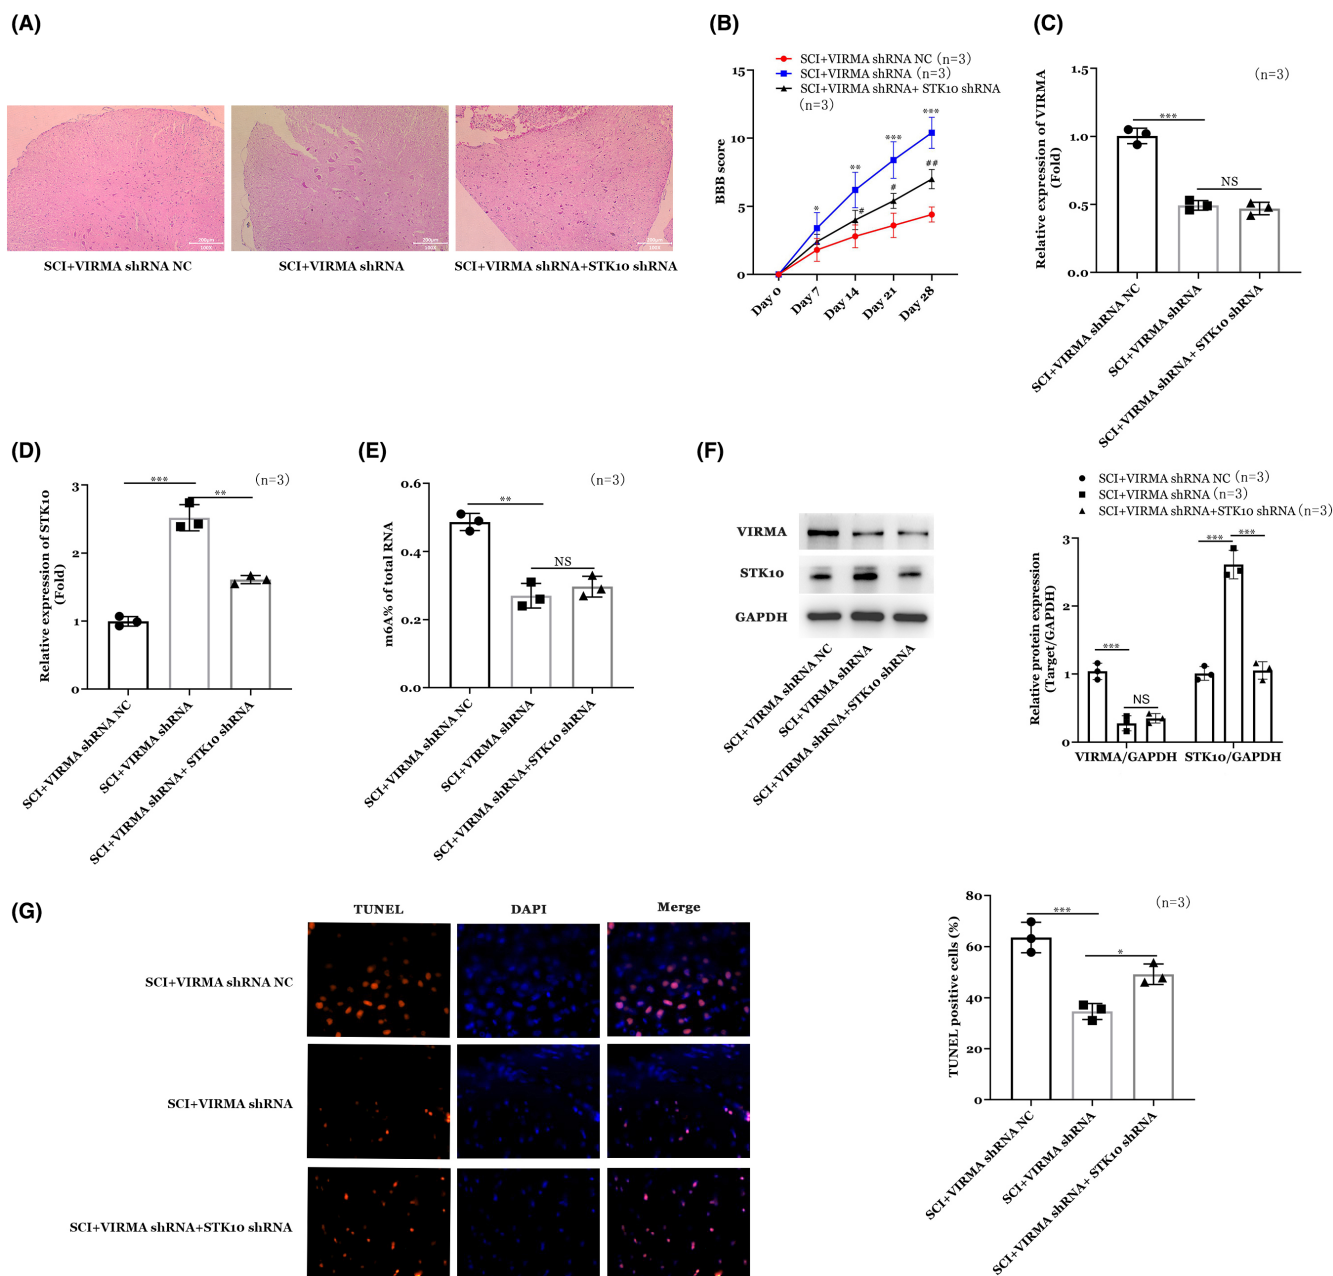 (A)
200μm
100X
200μm
100X
200μm
100X
SCI+VIRMA shRNA NC
SCI+VIRMA shRNA
SCI+VIRMA shRNA+STK10 shRNA
(B)
SCI+VIRMA shRNA NC (n=3)
SCI+VIRMA shRNA (n=3)
SCI+VIRMA shRNA+ STK10 shRNA
(n=3)
BBB score
15
10
5
0
*
**
***
***
#
#
##
Day 0
Day 7
Day 14
Day 21
Day 28
(C)
(n=3)
Relative expression of VIRMA
(Fold)
1.5
1.0
0.5
0.0
***
NS
SCI+VIRMA shRNA NC
SCI+VIRMA shRNA
SCI+VIRMA shRNA+ STK10 shRNA
(D)
(n=3)
Relative expression of STK10
(Fold)
3
2
1
0
***
**
SCI+VIRMA shRNA NC
SCI+VIRMA shRNA
SCI+VIRMA shRNA+ STK10 shRNA
(E)
(n=3)
m6A% of total RNA
0.6
0.4
0.2
0.0
**
NS
SCI+VIRMA shRNA NC
SCI+VIRMA shRNA
SCI+VIRMA shRNA+STK10 shRNA
(F)
VIRMA
STK10
GAPDH
SCI+VIRMA shRNA NC
SCI+VIRMA shRNA
SCI+VIRMA shRNA+STK10 shRNA
SCI+VIRMA shRNA NC (n=3)
SCI+VIRMA shRNA (n=3)
SCI+VIRMA shRNA+STK10 shRNA (n=3)
Relative protein expression
(Target/GAPDH)
3
2
1
0
***
NS
***
***
VIRMA/GAPDH
STK10/GAPDH
(G)
TUNEL
DAPI
Merge
SCI+VIRMA shRNA NC
SCI+VIRMA shRNA
SCI+VIRMA shRNA+STK10 shRNA
(n=3)
TUNEL positive cells (%)
80
60
40
20
0
***
*
SCI+VIRMA shRNA NC
SCI+VIRMA shRNA
SCI+VIRMA shRNA+ STK10 shRNA